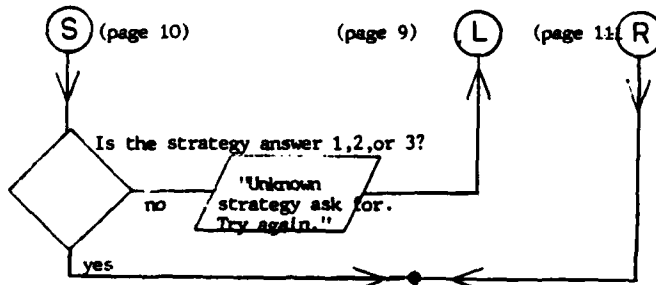 S (page 10) (page 9) L (page 11) R
Is the strategy answer 1,2,or 3?
no
"Unknown
strategy ask for.
Try again."
yes